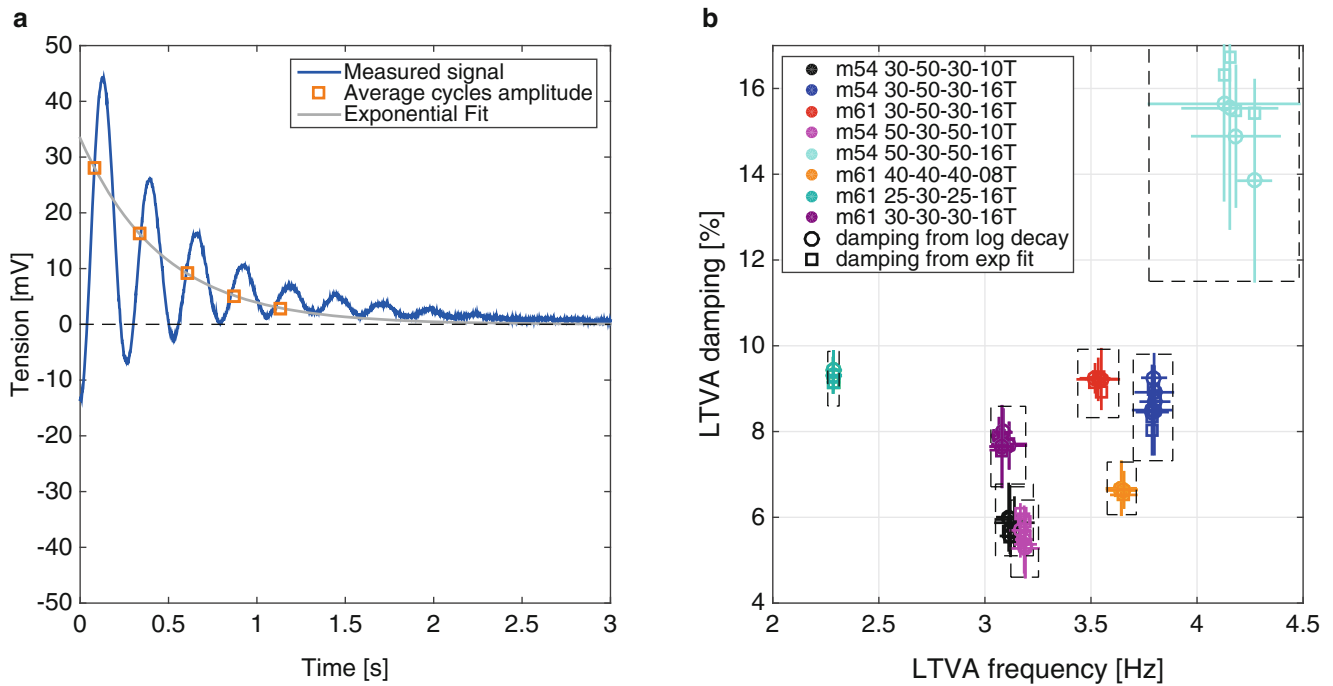 a
50
40
30
20
10
0
-10
-20
-30
-40
-50
Tension [mV]
0 0.5 1 1.5 2 2.5 3
Time [s]
Measured signal
Average cycles amplitude
Exponential Fit
b
16
14
12
10
8
6
4
LTVA damping [%]
2 2.5 3 3.5 4 4.5
LTVA frequency [Hz]
m54 30-50-30-10T
m54 30-50-30-16T
m61 30-50-30-16T
m54 50-30-50-10T
m54 50-30-50-16T
m61 40-40-40-08T
m61 25-30-25-16T
m61 30-30-30-16T
damping from log decay
damping from exp fit